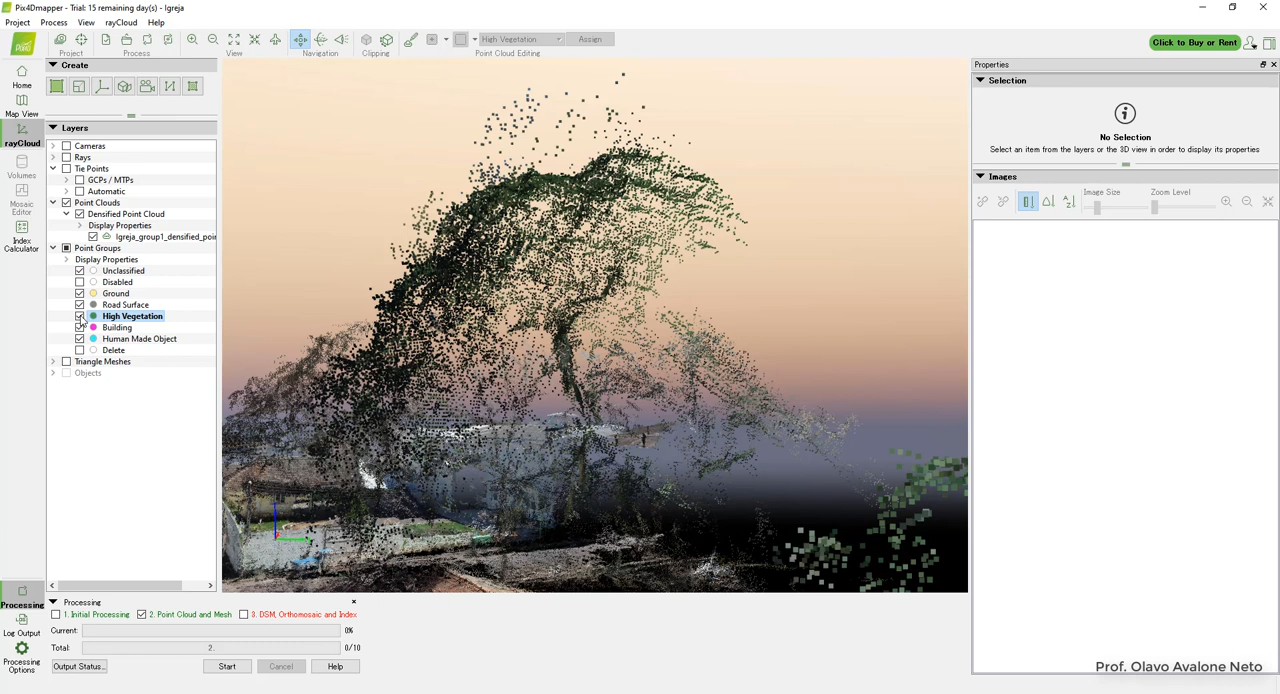 Pix4Dmapper - Trial: 15 remaining day(s) - Igreja
Project Process View rayCloud Help
High Vegetation Assign
Project Process View Navigation Clipping Point Cloud Editing
Click to Buy or Rent
Home
Map View
rayCloud
Volumes
Mosaic
Editor
Index
Calculator
Processing
Log Output
Processing
Options
Create
Layers
Cameras
Rays
Tie Points
GCPs / MTPs
Automatic
Point Clouds
Densified Point Cloud
Display Properties
Igreja_group1_densified_poi
Point Groups
Display Properties
Unclassified
Disabled
Ground
Road Surface
High Vegetation
Building
Human Made Object
Delete
Triangle Meshes
Objects
Processing
1. Initial Processing 2. Point Cloud and Mesh 3. DSM, Orthomosaic and Index
Current: 0%
Total: 2. 0/10
Output Status... Start Cancel Help
Properties
Selection
No Selection
Select an item from the layers or the 3D view in order to display its properties
Images
Image Size Zoom Level
Prof. Olavo Avalone Neto